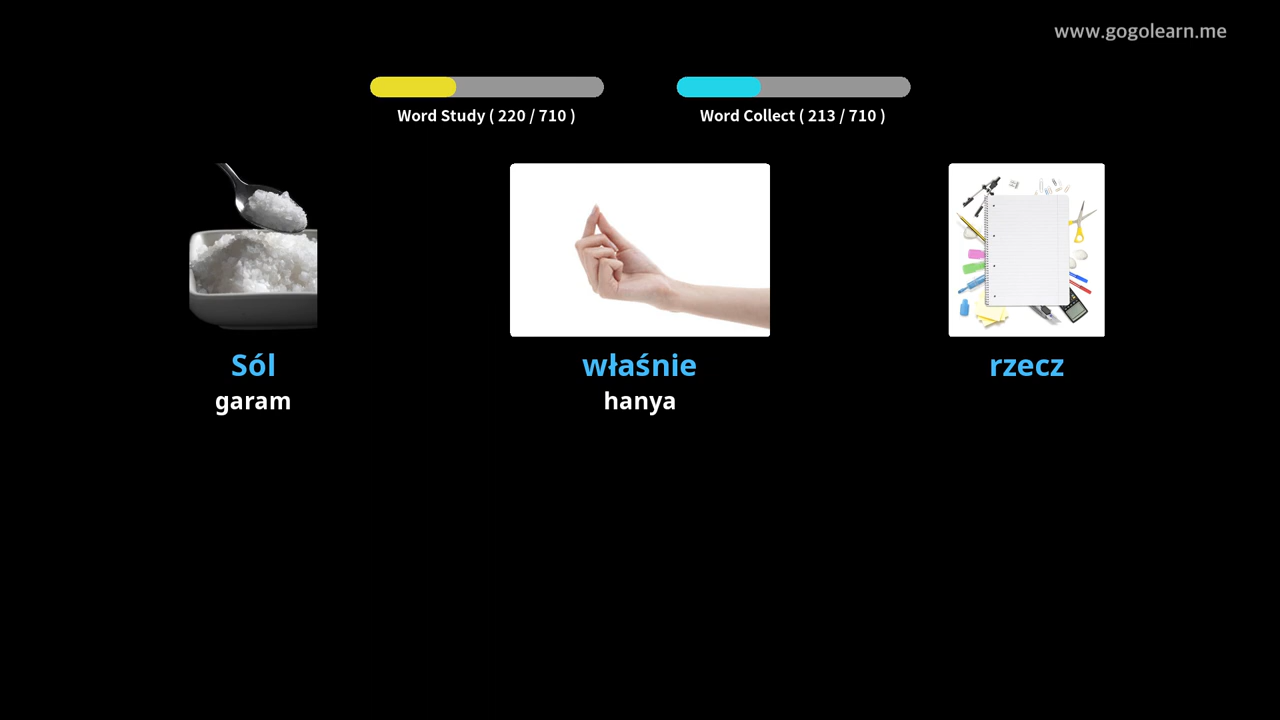 www.gogolearn.me
Word Study ( 220 / 710 )
Word Collect ( 213 / 710 )
Sól
garam
właśnie
hanya
rzecz